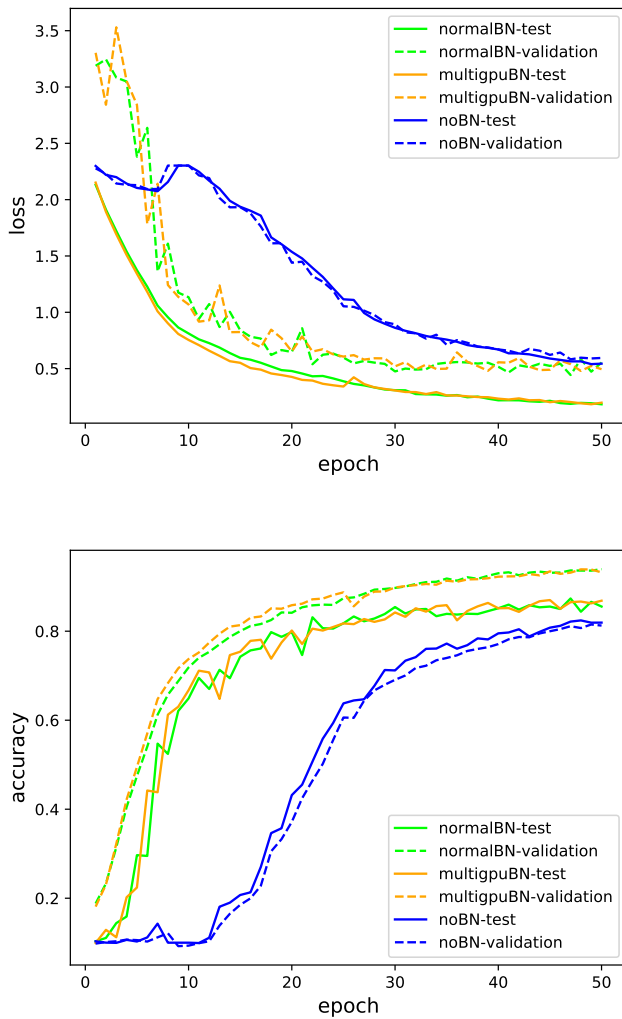 3.5
3.0
2.5
2.0
1.5
1.0
0.5
loss
normalBN-test
normalBN-validation
multigpuBN-test
multigpuBN-validation
noBN-test
noBN-validation
0 10 20 30 40 50
epoch
0.8
0.6
0.4
0.2
accuracy
normalBN-test
normalBN-validation
multigpuBN-test
multigpuBN-validation
noBN-test
noBN-validation
0 10 20 30 40 50
epoch